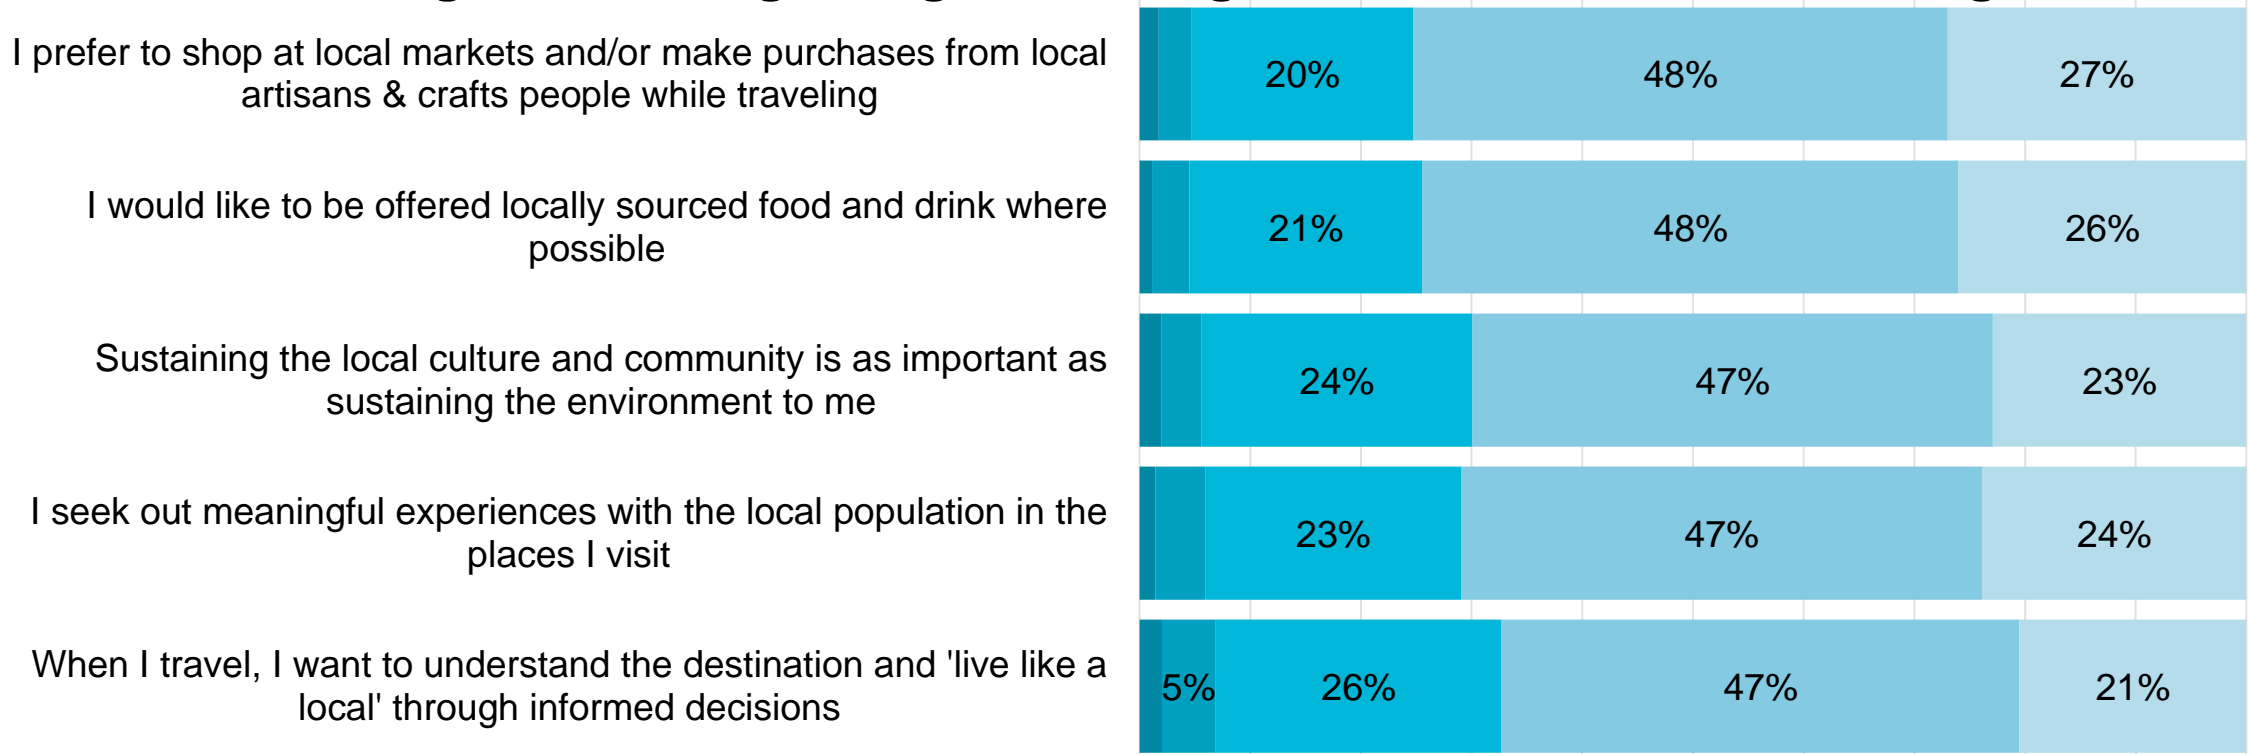 I prefer to shop at local markets and/or make purchases from local
artisans & crafts people while traveling
20% 48% 27%
I would like to be offered locally sourced food and drink where
possible
21% 48% 26%
Sustaining the local culture and community is as important as
sustaining the environment to me
24% 47% 23%
I seek out meaningful experiences with the local population in the
places I visit
23% 47% 24%
When I travel, I want to understand the destination and 'live like a
local' through informed decisions
5% 26% 47% 21%